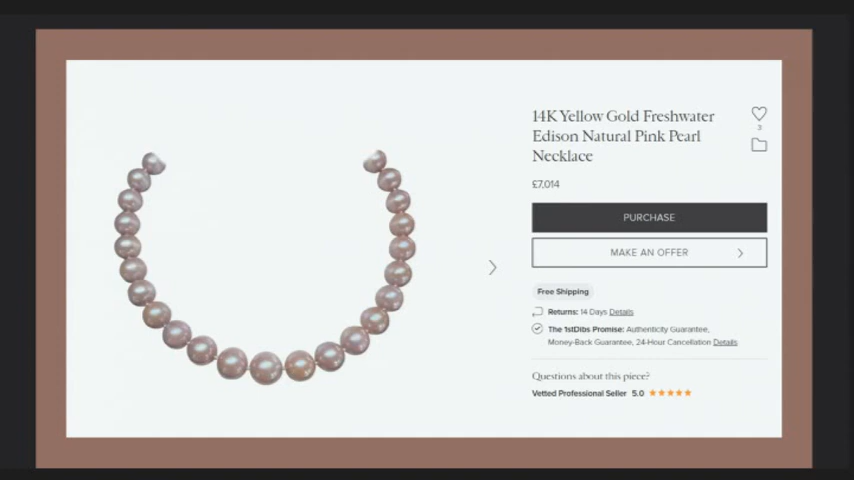 14K Yellow Gold Freshwater
Edison Natural Pink Pearl
Necklace
3
£7,014
PURCHASE
MAKE AN OFFER
Free Shipping
Returns: 14 Days Details
The 1stDibs Promise: Authenticity Guarantee,
Money-Back Guarantee, 24-Hour Cancellation Details
Questions about this piece?
Vetted Professional Seller 5.0